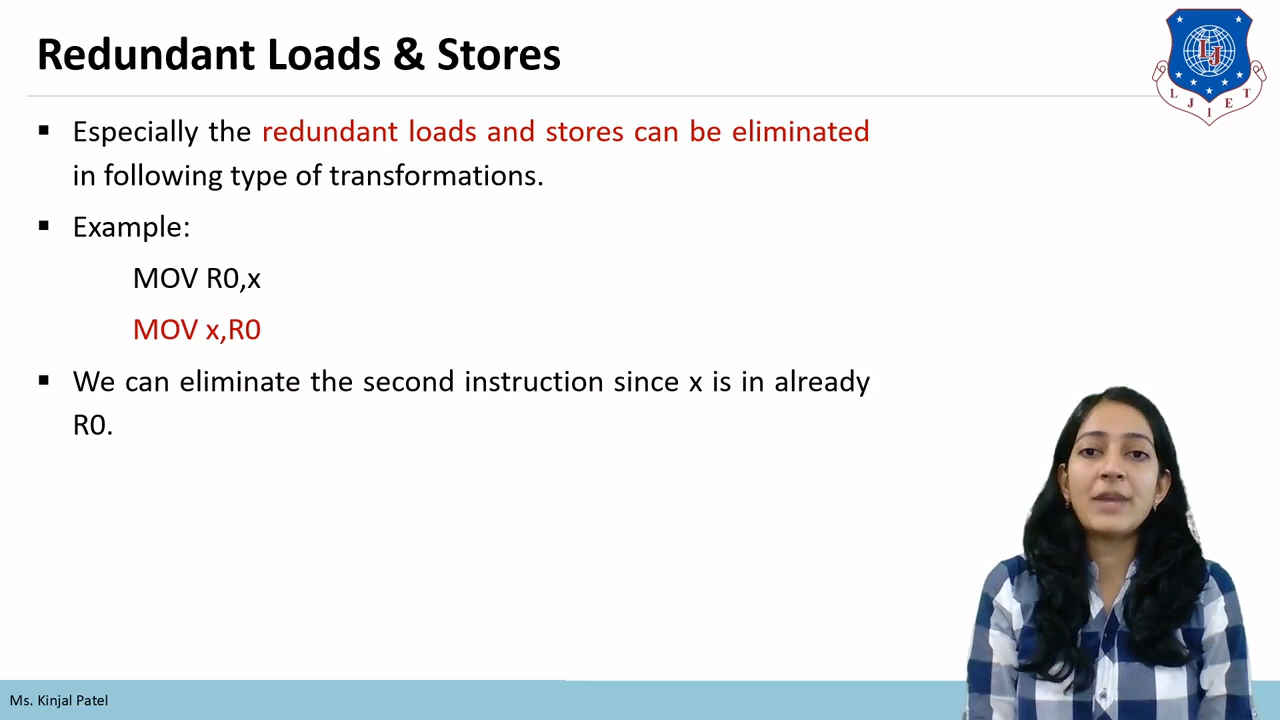 Redundant Loads & Stores
LJ
L J I E T
▪ Especially the redundant loads and stores can be eliminated
in following type of transformations.
▪ Example:
MOV R0,x
MOV x,R0
▪ We can eliminate the second instruction since x is in already
R0.
Ms. Kinjal Patel